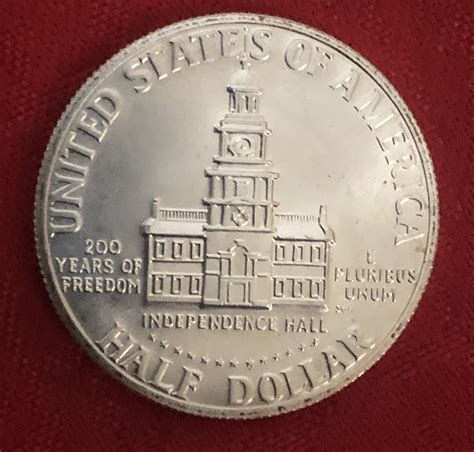 UNITED STATES OF AMERICA
200
YEARS OF
FREEDOM
E
PLURIBUS
UNUM
INDEPENDENCE HALL
HALF DOLLAR